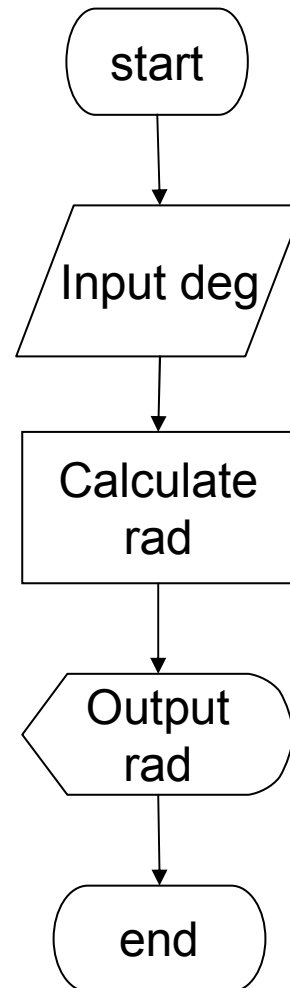 start
Input deg
Calculate
rad
Output
rad
end